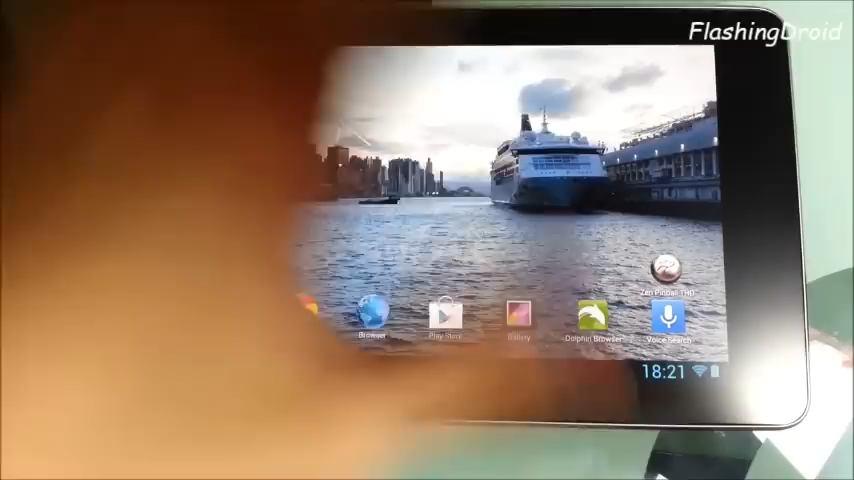 FlashingDroid
Zen Pinball THD
Browser
Play Store
Gallery
Dolphin Browser
Voice Search
18:21